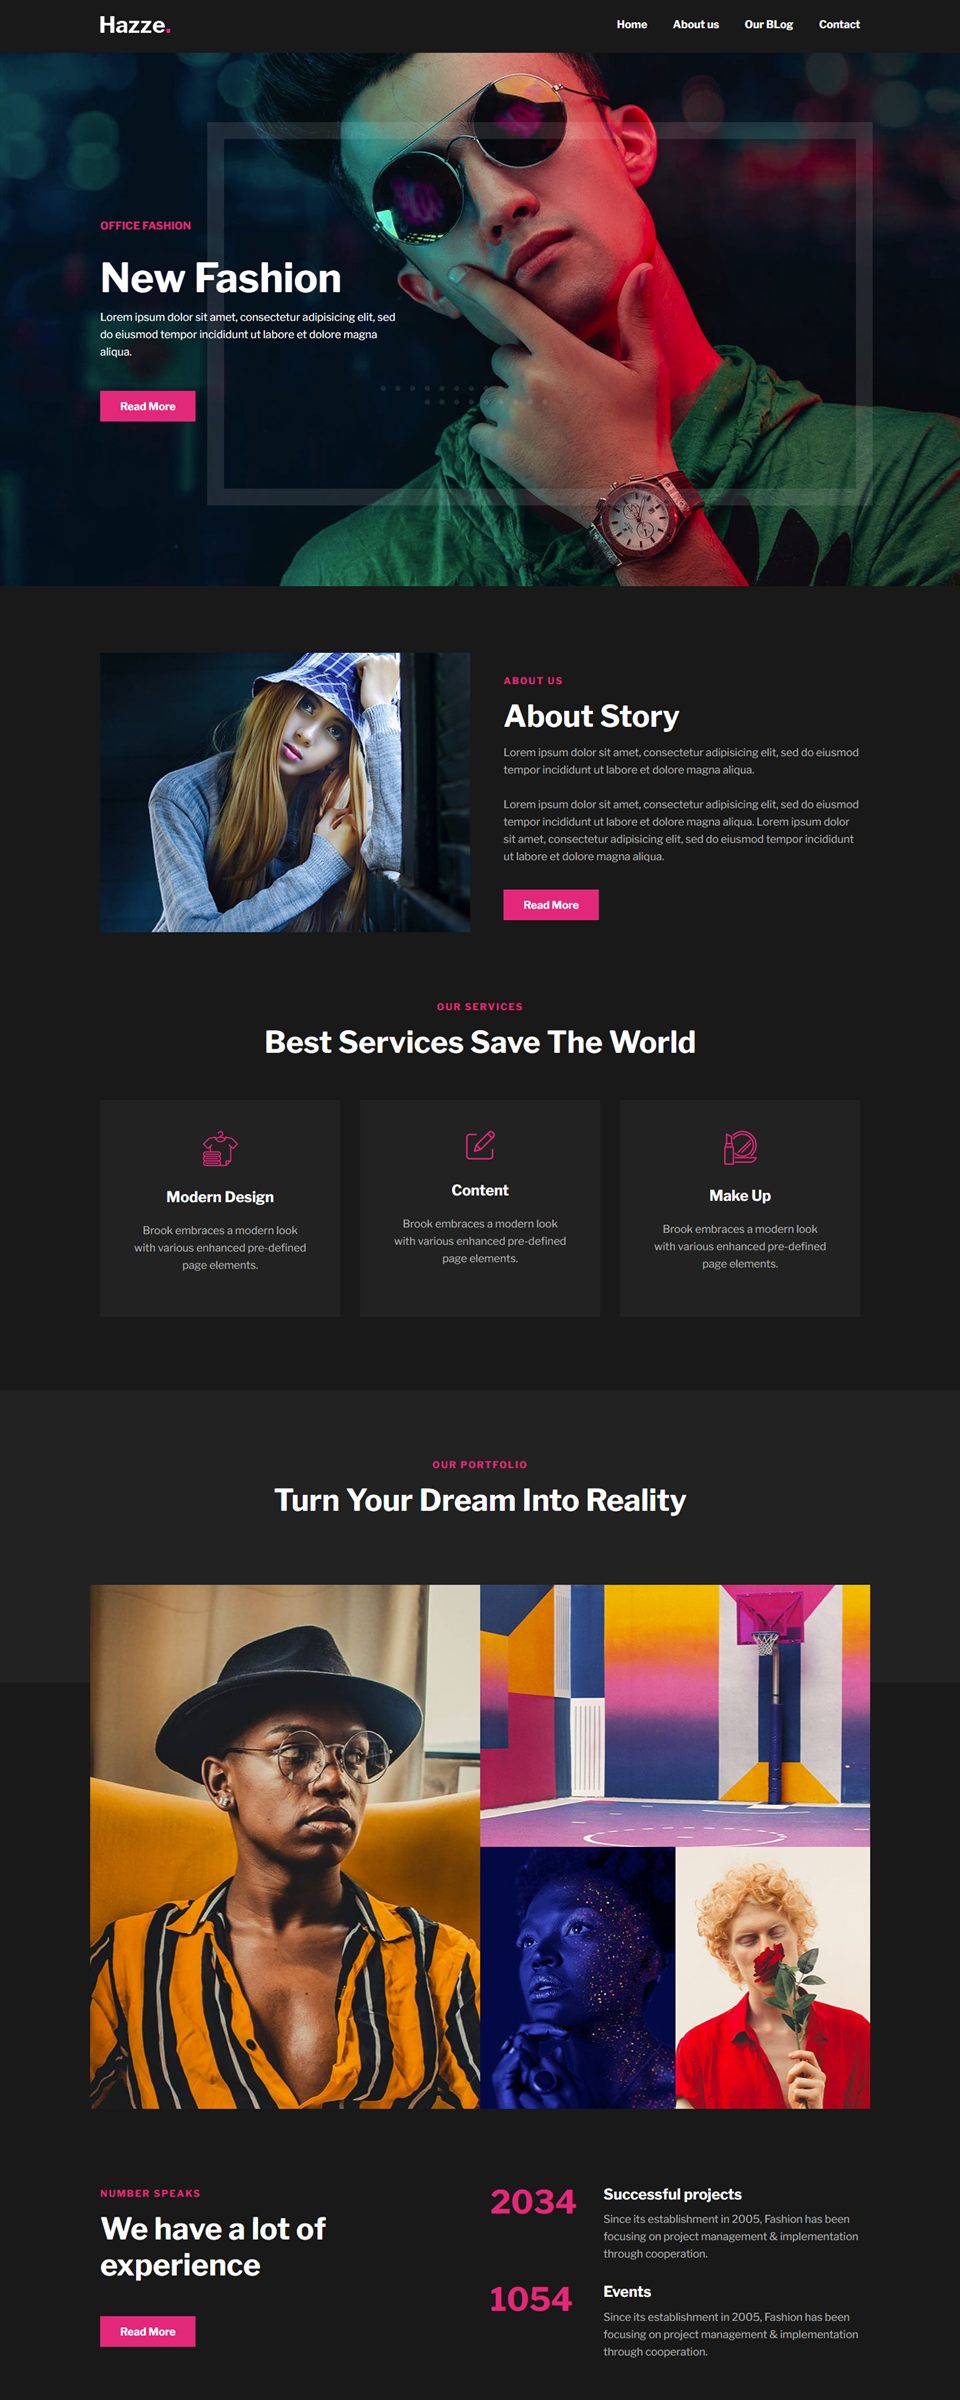 Hazze.
Home
About us
Our BLog
Contact
OFFICE FASHION
New Fashion
Lorem ipsum dolor sit amet, consectetur adipisicing elit, sed
do eiusmod tempor incididunt ut labore et dolore magna
aliqua.
Read More
ABOUT US
About Story
Lorem ipsum dolor sit amet, consectetur adipisicing elit, sed do eiusmod
tempor incididunt ut labore et dolore magna aliqua.
Lorem ipsum dolor sit amet, consectetur adipisicing elit, sed do eiusmod
tempor incididunt ut labore et dolore magna aliqua. Lorem ipsum dolor
sit amet, consectetur adipisicing elit, sed do eiusmod tempor incididunt
ut labore et dolore magna aliqua.
Read More
OUR SERVICES
Best Services Save The World
Modern Design
Brook embraces a modern look
with various enhanced pre-defined
page elements.
Content
Brook embraces a modern look
with various enhanced pre-defined
page elements.
Make Up
Brook embraces a modern look
with various enhanced pre-defined
page elements.
OUR PORTFOLIO
Turn Your Dream Into Reality
NUMBER SPEAKS
We have a lot of
experience
Read More
2034
Successful projects
Since its establishment in 2005, Fashion has been
focusing on project management & implementation
through cooperation.
1054
Events
Since its establishment in 2005, Fashion has been
focusing on project management & implementation
through cooperation.